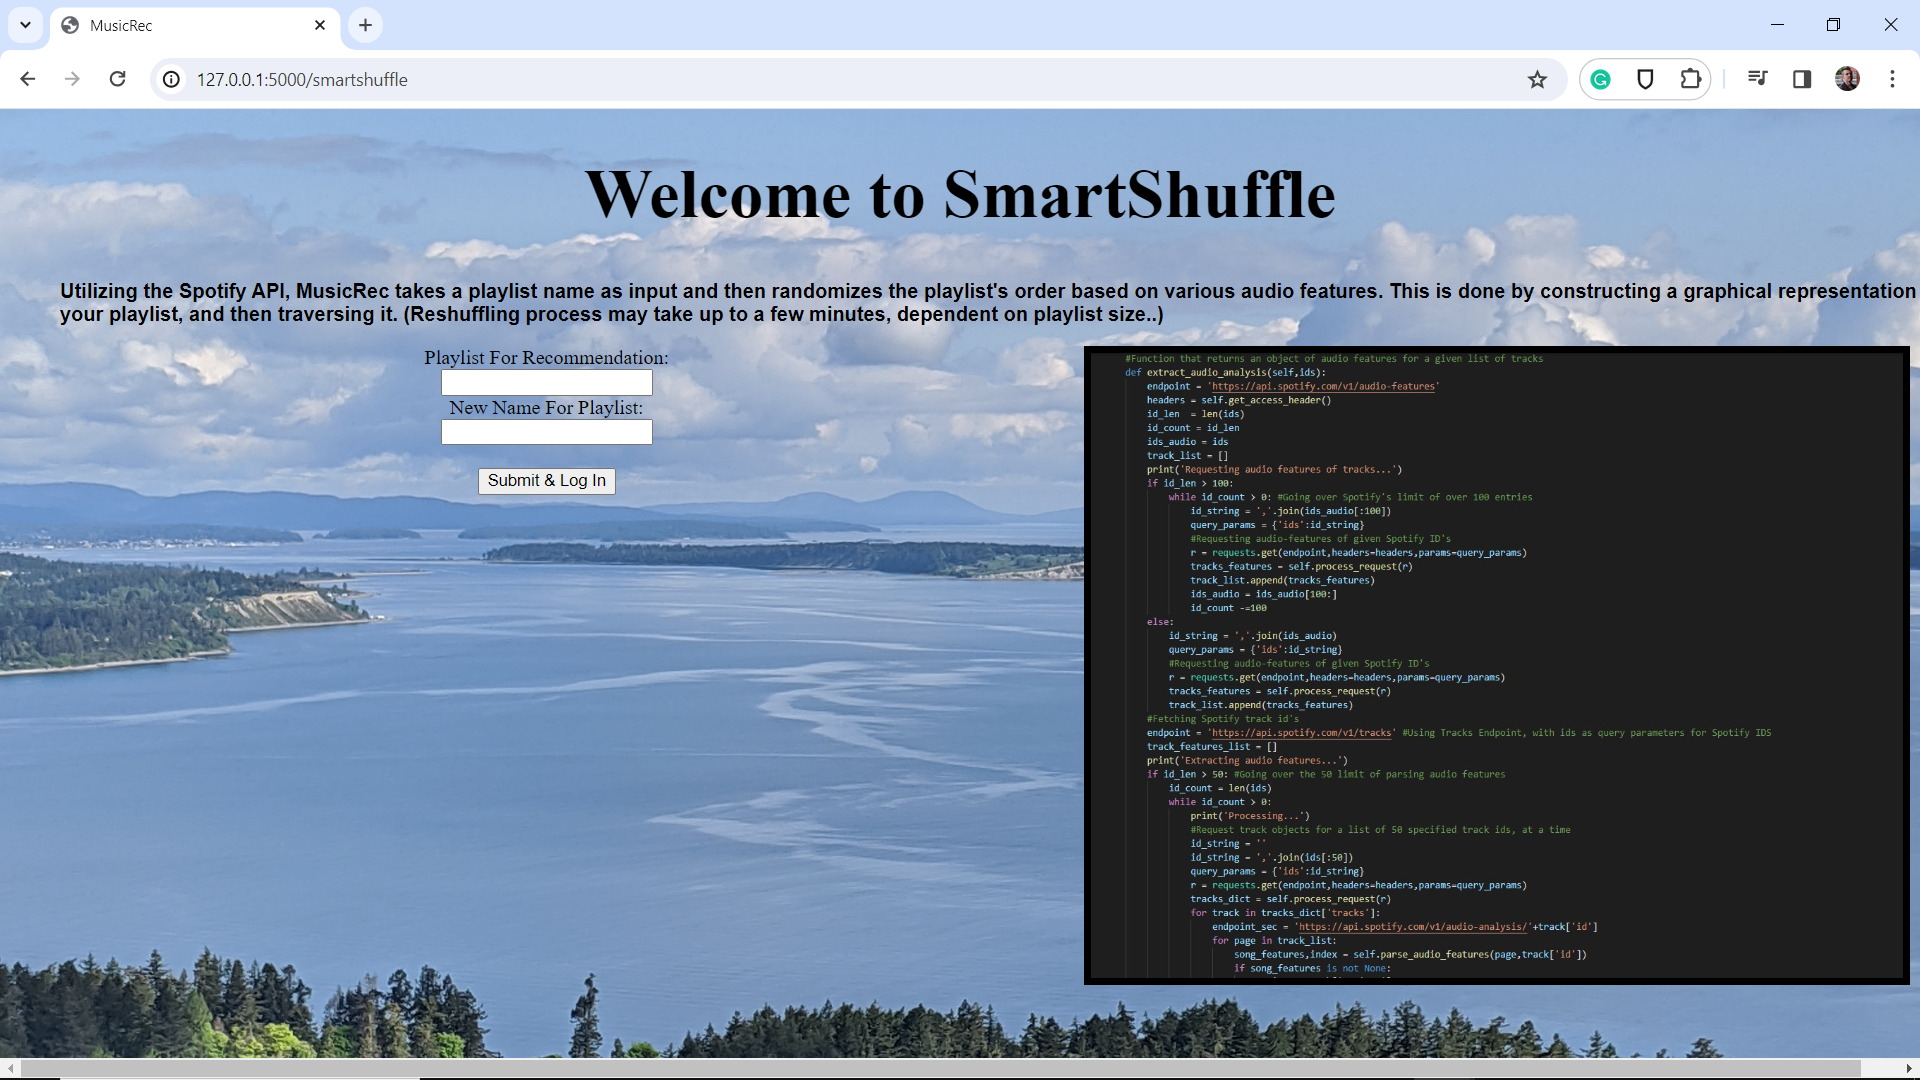 MusicRec
127.0.0.1:5000/smartshuffle
Welcome to SmartShuffle
Utilizing the Spotify API, MusicRec takes a playlist name as input and then randomizes the playlist's order based on various audio features. This is done by constructing a graphical representation
your playlist, and then traversing it. (Reshuffling process may take up to a few minutes, dependent on playlist size..)
Playlist For Recommendation:
New Name For Playlist:
Submit & Log In
#Function that returns an object of audio features for a given list of tracks
def extract_audio_analysis(self,ids):
endpoint = 'https://api.spotify.com/v1/audio-features'
headers = self.get_access_header()
id_len  = len(ids)
id_count = id_len
ids_audio = ids
track_list = []
print('Requesting audio features of tracks...')
if id_len > 100:
while id_count > 0: #Going over Spotify's limit of over 100 entries
id_string = ','.join(ids_audio[:100])
query_params = {'ids':id_string}
#Requesting audio-features of given Spotify ID's
r = requests.get(endpoint,headers=headers,params=query_params)
tracks_features = self.process_request(r)
track_list.append(tracks_features)
ids_audio = ids_audio[100:]
id_count -=100
else:
id_string = ','.join(ids_audio)
query_params = {'ids':id_string}
#Requesting audio-features of given Spotify ID's
r = requests.get(endpoint,headers=headers,params=query_params)
tracks_features = self.process_request(r)
track_list.append(tracks_features)
#Fetching Spotify track id's
endpoint = 'https://api.spotify.com/v1/tracks' #Using Tracks Endpoint, with ids as query parameters for Spotify IDS
track_features_list = []
print('Extracting audio features...')
if id_len > 50: #Going over the 50 limit of parsing audio features
id_count = len(ids)
while id_count > 0:
print('Processing...')
#Request track objects for a list of 50 specified track ids, at a time
id_string = ''
id_string = ','.join(ids[:50])
query_params = {'ids':id_string}
r = requests.get(endpoint,headers=headers,params=query_params)
tracks_dict = self.process_request(r)
for track in tracks_dict['tracks']:
endpoint_sec = 'https://api.spotify.com/v1/audio-analysis/'+track['id']
for page in track_list:
song_features,index = self.parse_audio_features(page,track['id'])
if song_features is not None: